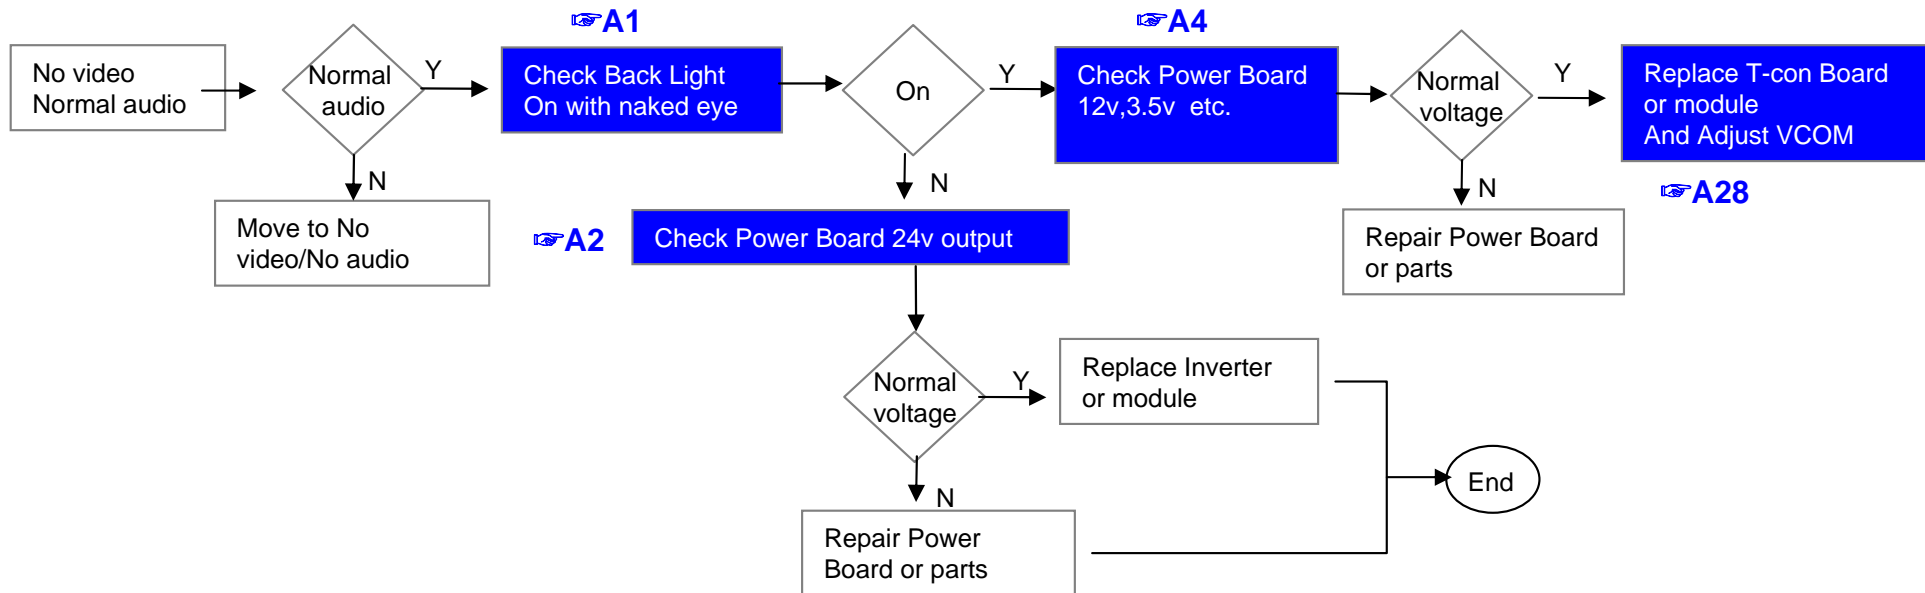 ☞A1
☞A4
No video
Normal audio
Normal
audio
Y
Check Back Light
On with naked eye
On
Y
Check Power Board
12v,3.5v etc.
Normal
voltage
Y
Replace T-con Board
or module
And Adjust VCOM
N
N
N
☞A28
Move to No
video/No audio
☞A2
Check Power Board 24v output
Repair Power Board
or parts
Normal
voltage
Y
Replace Inverter
or module
End
N
Repair Power
Board or parts